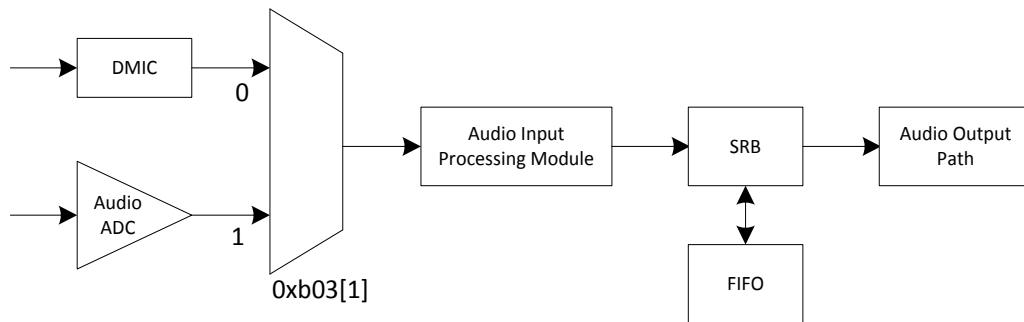 DMIC
0
Audio
ADC
1
0xb03[1]
Audio Input
Processing Module
SRB
FIFO
Audio Output
Path